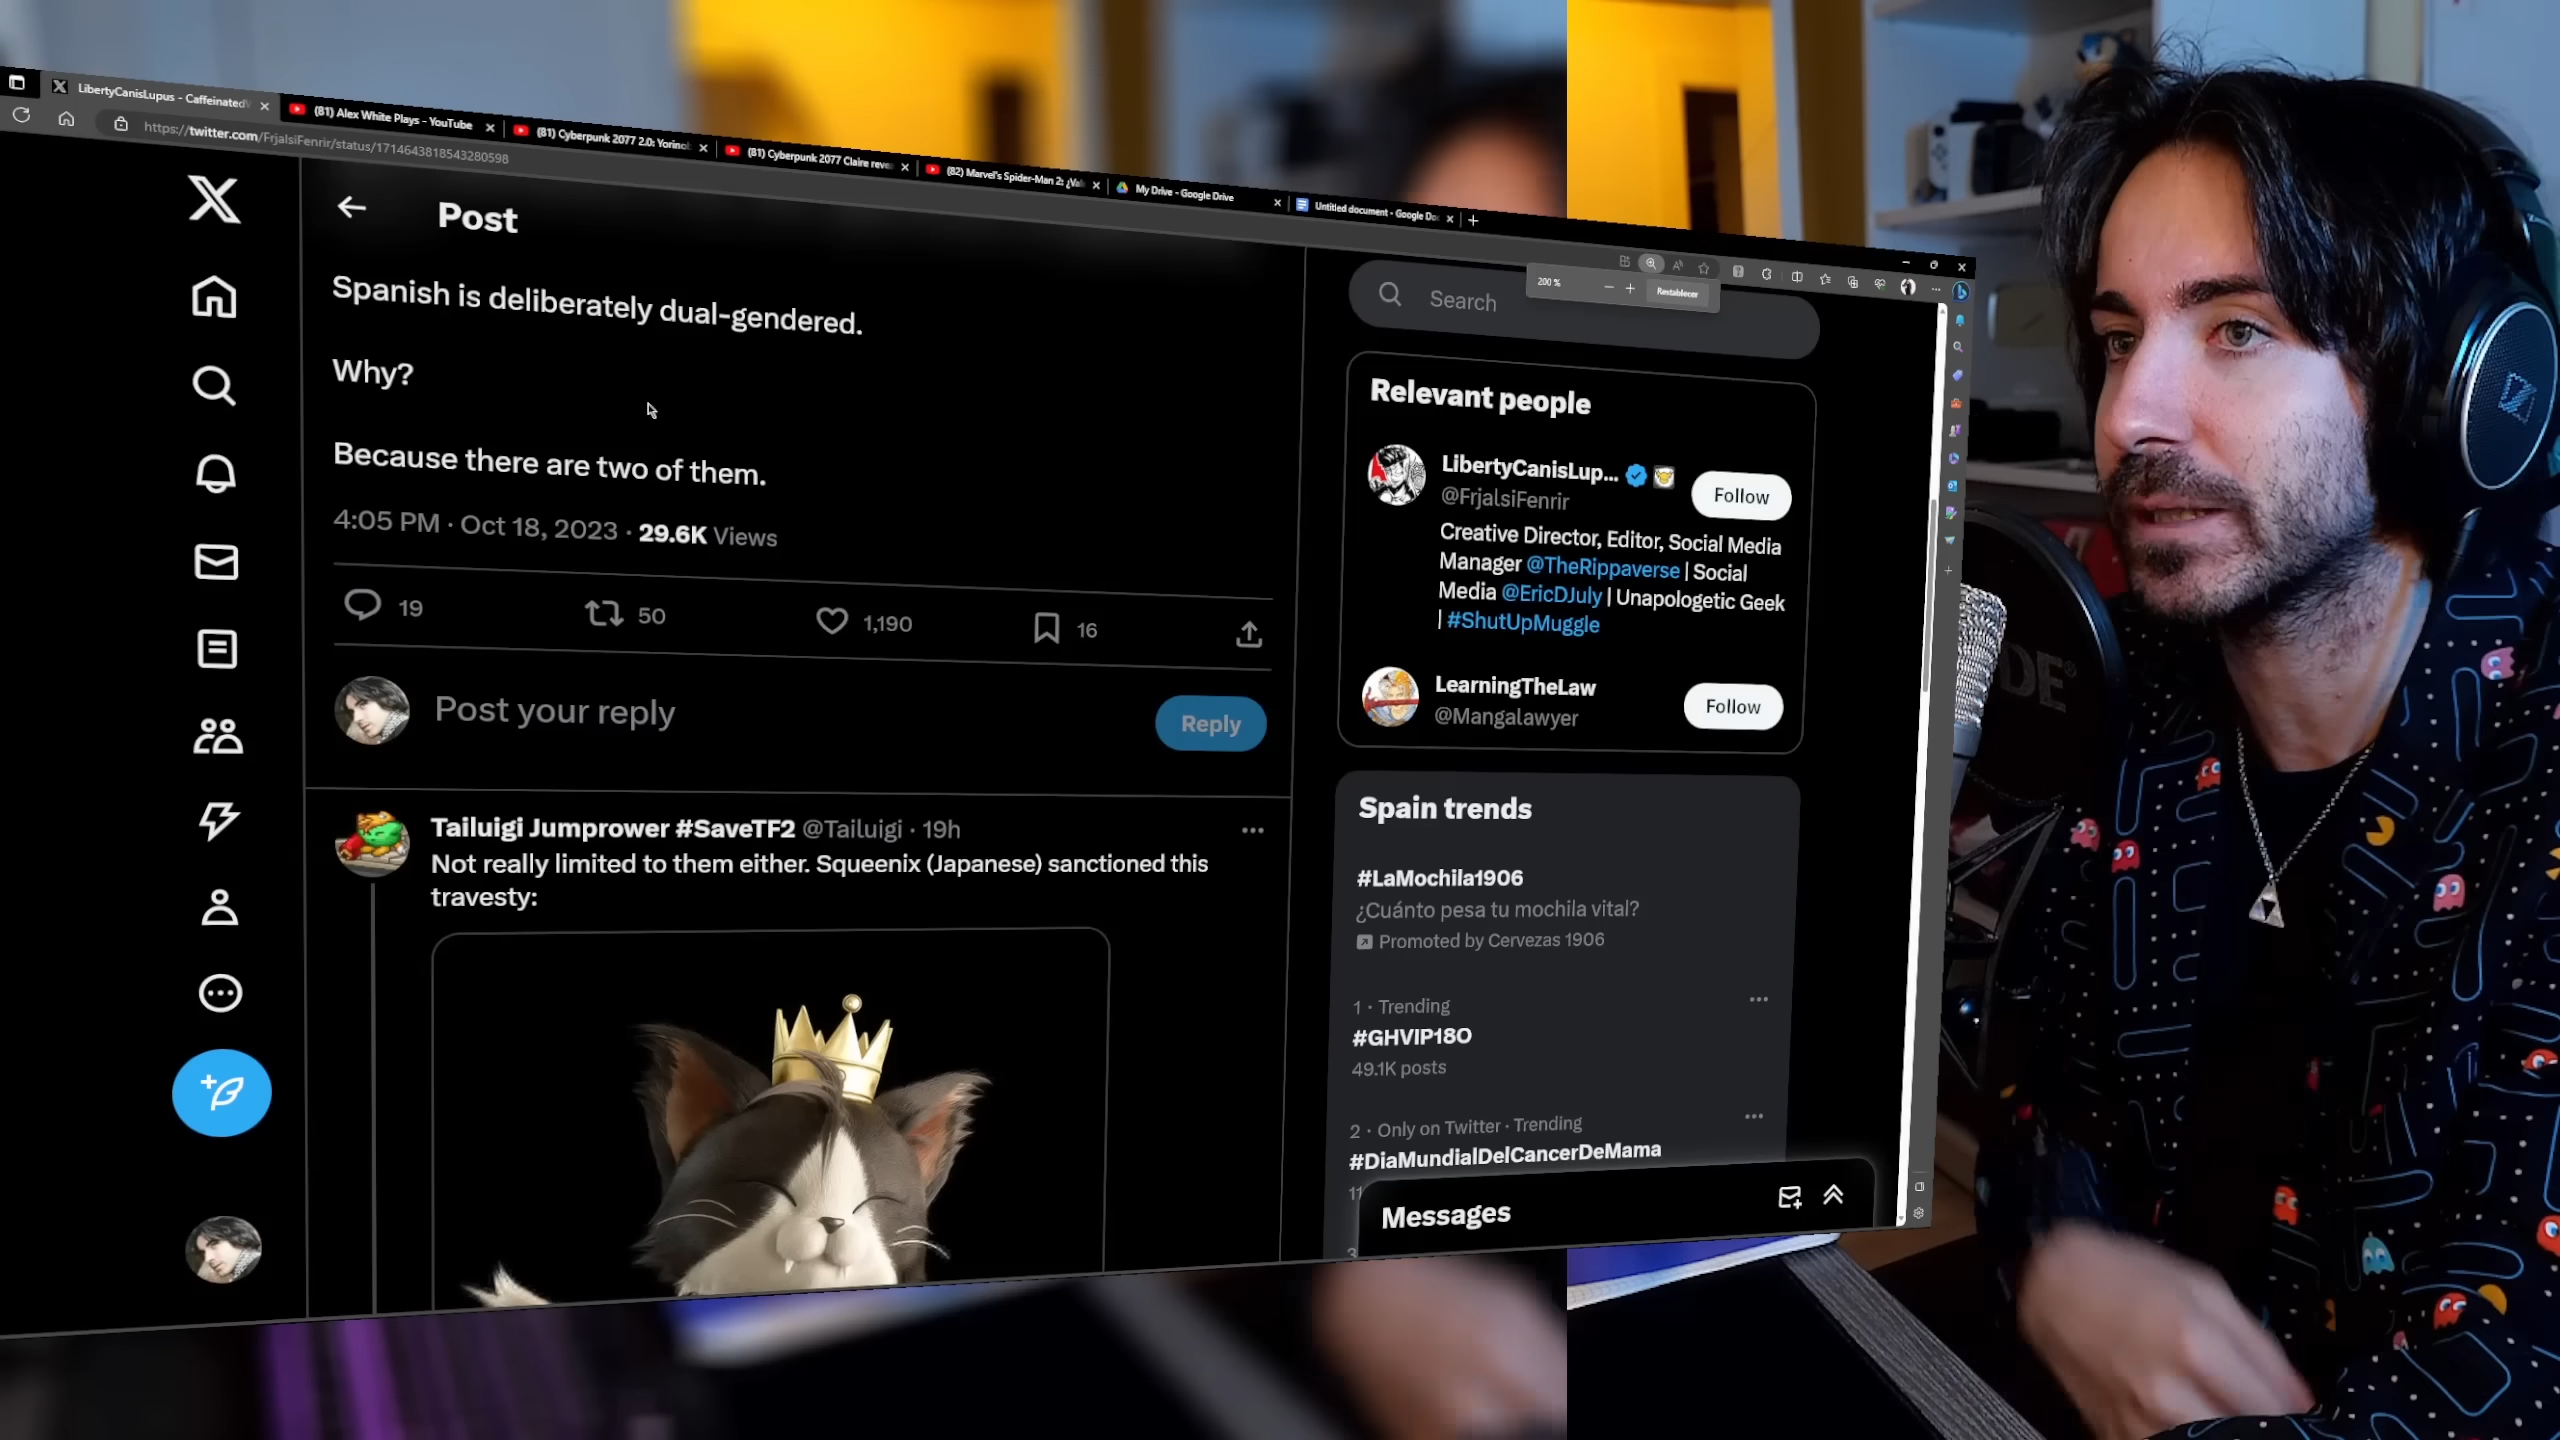 LibertyCanisLupus - Caffeinated
(81) Alex White Plays - YouTube
(81) Cyberpunk 2077 2.0: Yorino
(81) Cyberpunk 2077 Claire reve
(82) Marvel's Spider-Man 2: ¿Val
My Drive - Google Drive
Untitled document - Google Do
https://twitter.com/FrjalsiFenrir/status/1714643818543280598
200 %
Restablecer
Post
Spanish is deliberately dual-gendered.
Why?
Because there are two of them.
4:05 PM · Oct 18, 2023 · 29.6K Views
19
50
1,190
16
Post your reply
Reply
Tailuigi Jumprower #SaveTF2 @Tailuigi · 19h
Not really limited to them either. Squeenix (Japanese) sanctioned this
travesty:
Search
Relevant people
LibertyCanisLup...
@FrjalsiFenrir
Follow
Creative Director, Editor, Social Media
Manager @TheRippaverse | Social
Media @EricDJuly | Unapologetic Geek
| #ShutUpMuggle
LearningTheLaw
@Mangalawyer
Follow
Spain trends
#LaMochila1906
¿Cuánto pesa tu mochila vital?
Promoted by Cervezas 1906
1 · Trending
#GHVIP18O
49.1K posts
2 · Only on Twitter · Trending
#DiaMundialDelCancerDeMama
11
3
Messages
DE